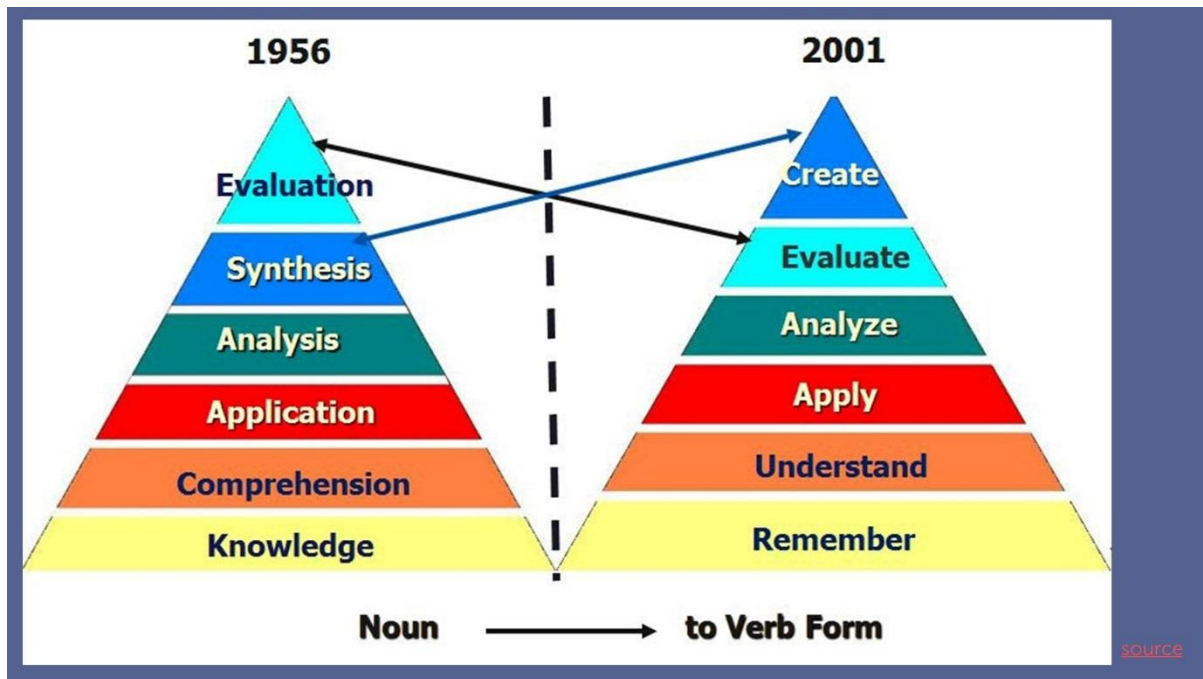 1956
2001
Evaluation
Synthesis
Analysis
Application
Comprehension
Knowledge
Create
Evaluate
Analyze
Apply
Understand
Remember
Noun
to Verb Form
source